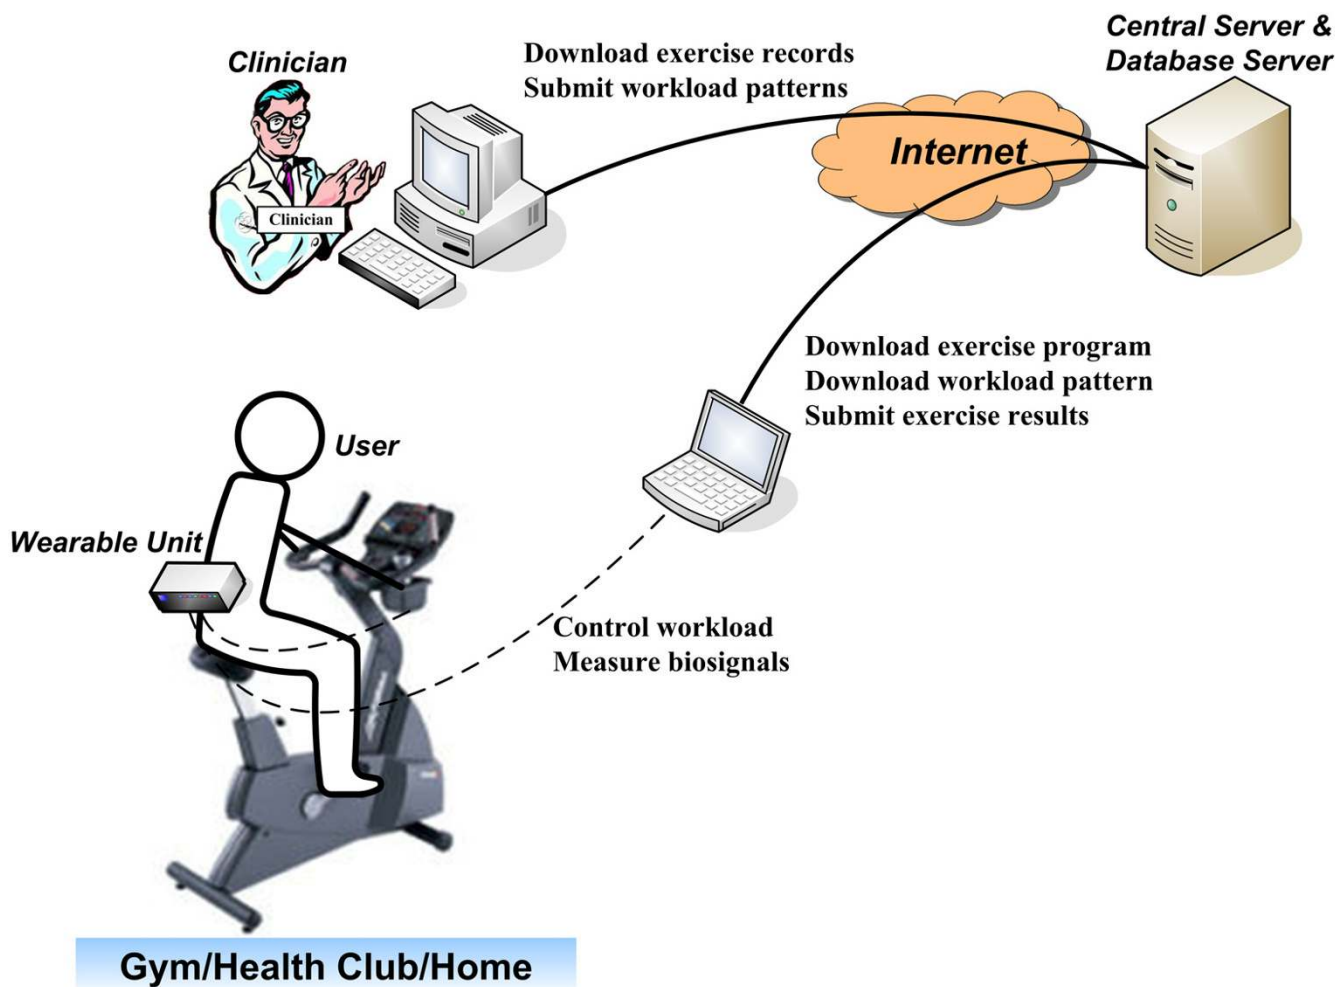 Clinician
Download exercise records
Submit workload patterns
Central Server &
Database Server
Internet
Clinician
Download exercise program
Download workload pattern
Submit exercise results
User
Wearable Unit
Control workload
Measure biosignals
Gym/Health Club/Home